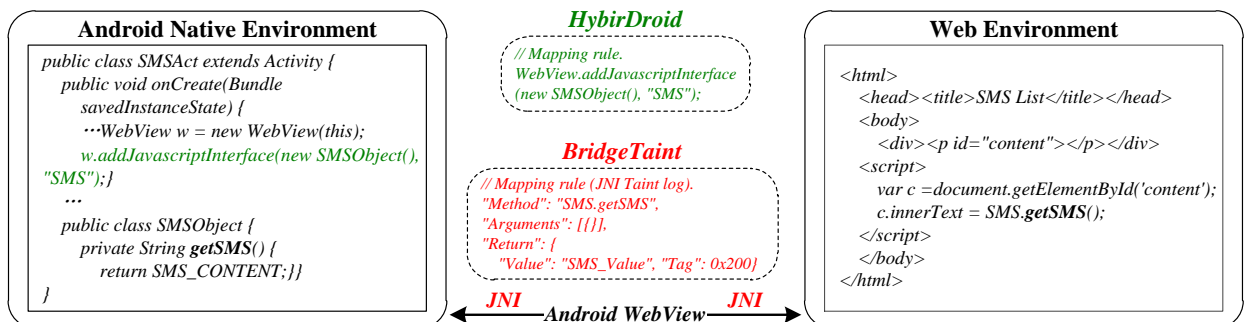 Android Native Environment
public class SMSAct extends Activity {
public void onCreate(Bundle
savedInstanceState) {
···WebView w = new WebView(this);
w.addJavascriptInterface(new SMSObject(),
"SMS");}
···
public class SMSObject {
private String getSMS() {
return SMS_CONTENT;}}
}
HybirDroid
// Mapping rule.
WebView.addJavascriptInterface
(new SMSObject(), "SMS");
BridgeTaint
// Mapping rule (JNI Taint log).
"Method": "SMS.getSMS",
"Arguments": [{}],
"Return": {
"Value": "SMS_Value", "Tag": 0x200}
JNI
JNI
Android WebView
Web Environment
<html>
<head><title>SMS List</title></head>
<body>
<div><p id="content"></p></div>
<script>
var c =document.getElementById('content');
c.innerText = SMS.getSMS();
</script>
</body>
</html>